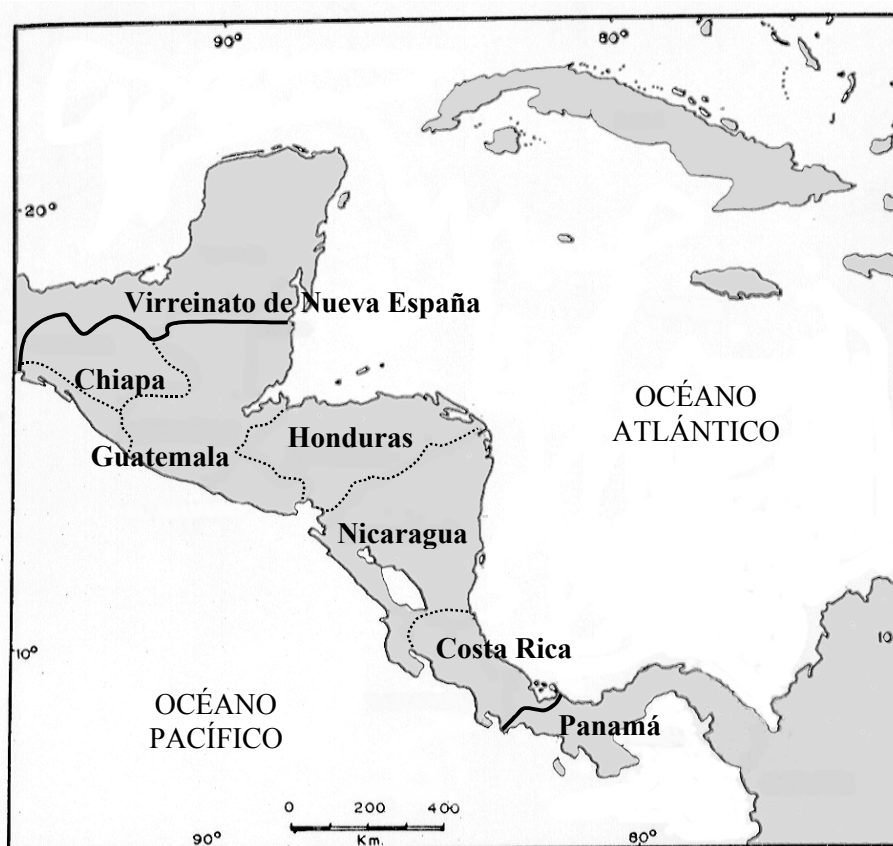 90°
80°
20°
Virreinato de Nueva España
Chiapa
OCÉANO
ATLÁNTICO
Honduras
Guatemala
Nicaragua
10°
10
Costa Rica
OCÉANO
PACÍFICO
Panamá
0 200 400
Km.
90°
80°